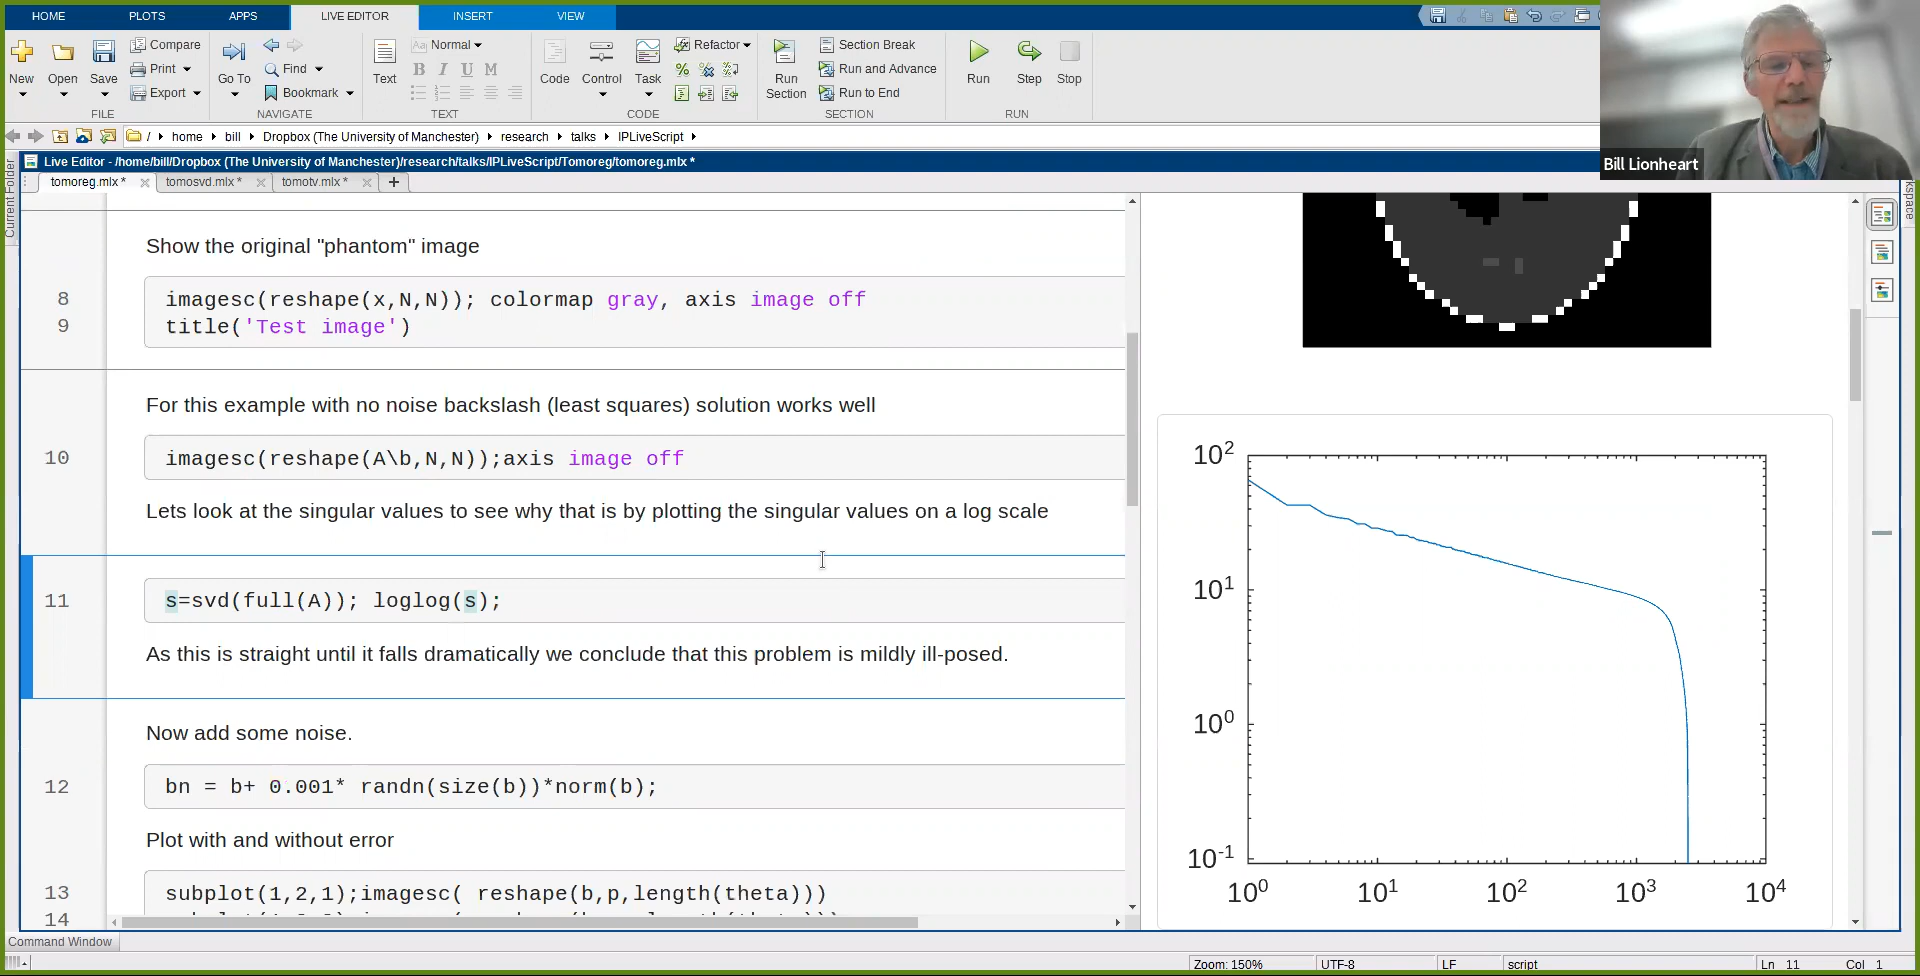 HOME PLOTS APPS LIVE EDITOR INSERT VIEW
New
Open
Save
Compare
Print
Export
FILE
Go To
Find
Bookmark
NAVIGATE
Text
Aa Normal
B I U M
TEXT
Code
Control
Task
Refactor
CODE
Run Section
Section Break
Run and Advance
Run to End
SECTION
Run
Step
Stop
RUN
/ home bill Dropbox (The University of Manchester) research talks IPLiveScript
Live Editor - /home/bill/Dropbox (The University of Manchester)/research/talks/IPLiveScript/Tomoreg/tomoreg.mlx *
tomoreg.mlx * tomosvd.mlx * tomotv.mlx * +
Current Folder
Bill Lionheart
Show the original "phantom" image
8 imagesc(reshape(x,N,N)); colormap gray, axis image off
9 title('Test image')
For this example with no noise backslash (least squares) solution works well
10 imagesc(reshape(A\b,N,N));axis image off
Lets look at the singular values to see why that is by plotting the singular values on a log scale
11 s=svd(full(A)); loglog(s);
As this is straight until it falls dramatically we conclude that this problem is mildly ill-posed.
Now add some noise.
12 bn = b+ 0.001* randn(size(b))*norm(b);
Plot with and without error
13 subplot(1,2,1);imagesc( reshape(b,p,length(theta)))
14
10²
10¹
10⁰
10⁻¹
10⁰ 10¹ 10² 10³ 10⁴
Command Window
Zoom: 150% UTF-8 LF script Ln 11 Col 1